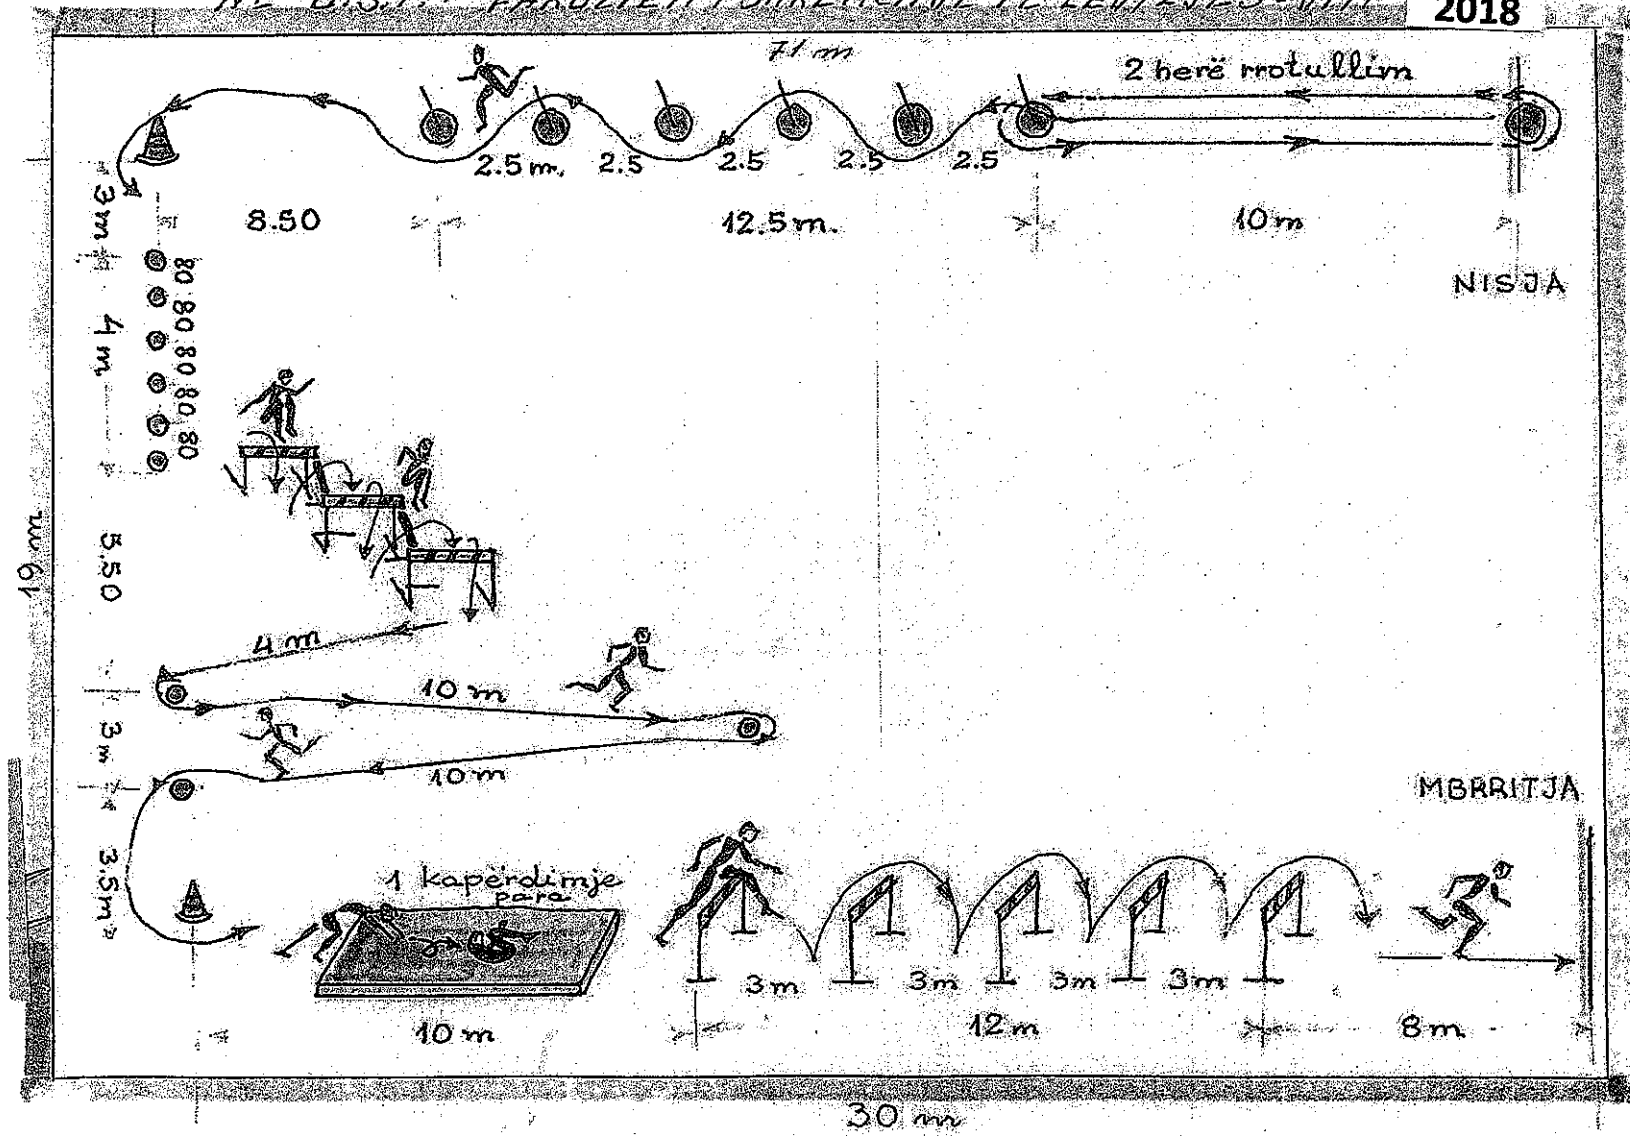 2018
71 m
2 herë rrotullim
2.5 m. 2.5 2.5 2.5 2.5
8.50 12.5 m. 10 m
NISJA
3 m
4 m
80 80 80 80 80
19 m
5.50
4 m
10 m
3 m
10 m
MBRRITJA
3.5 m
1 kapërdimje
para
3 m 3 m 3 m 3 m
10 m 12 m 8 m
30 m